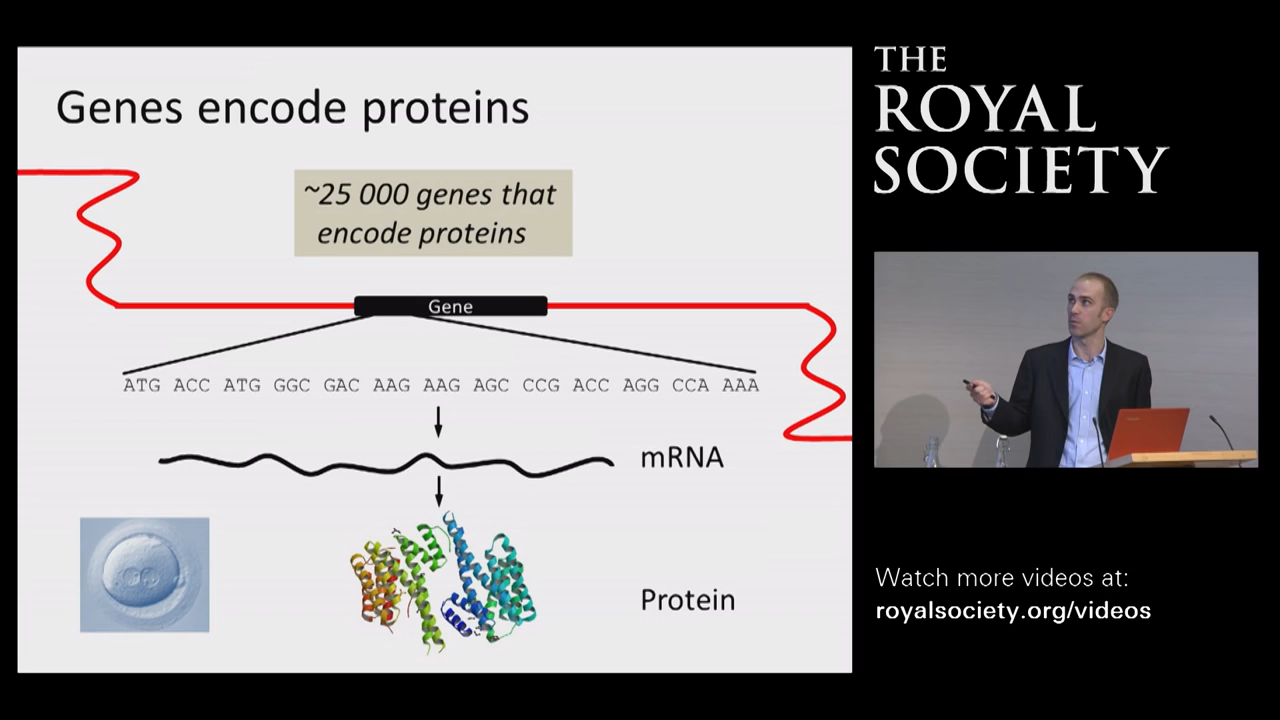 Genes encode proteins
~25 000 genes that
encode proteins
Gene
ATG ACC ATG GGC GAC AAG AAG AGC CCG ACC AGG CCA AAA
mRNA
Protein
THE
ROYAL
SOCIETY
Watch more videos at:
royalsociety.org/videos